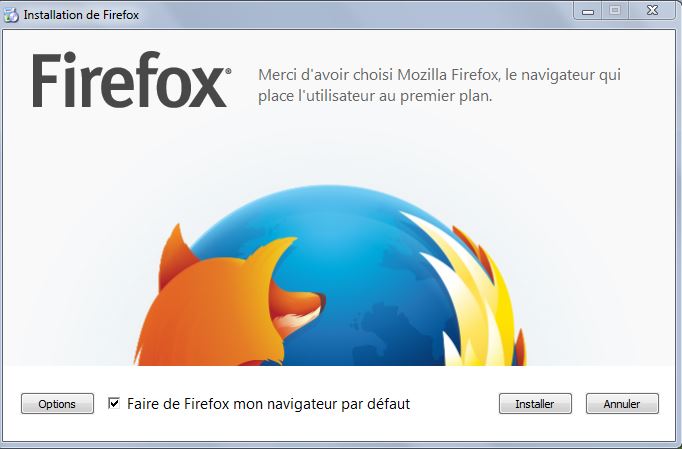 Installation de Firefox
Firefox®
Merci d'avoir choisi Mozilla Firefox, le navigateur qui
place l'utilisateur au premier plan.
Options
Faire de Firefox mon navigateur par défaut
Installer
Annuler